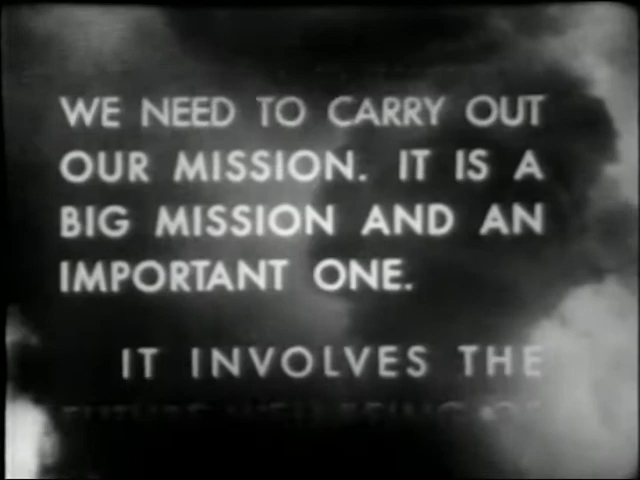 WE NEED TO CARRY OUT
OUR MISSION. IT IS A
BIG MISSION AND AN
IMPORTANT ONE.
IT INVOLVES THE